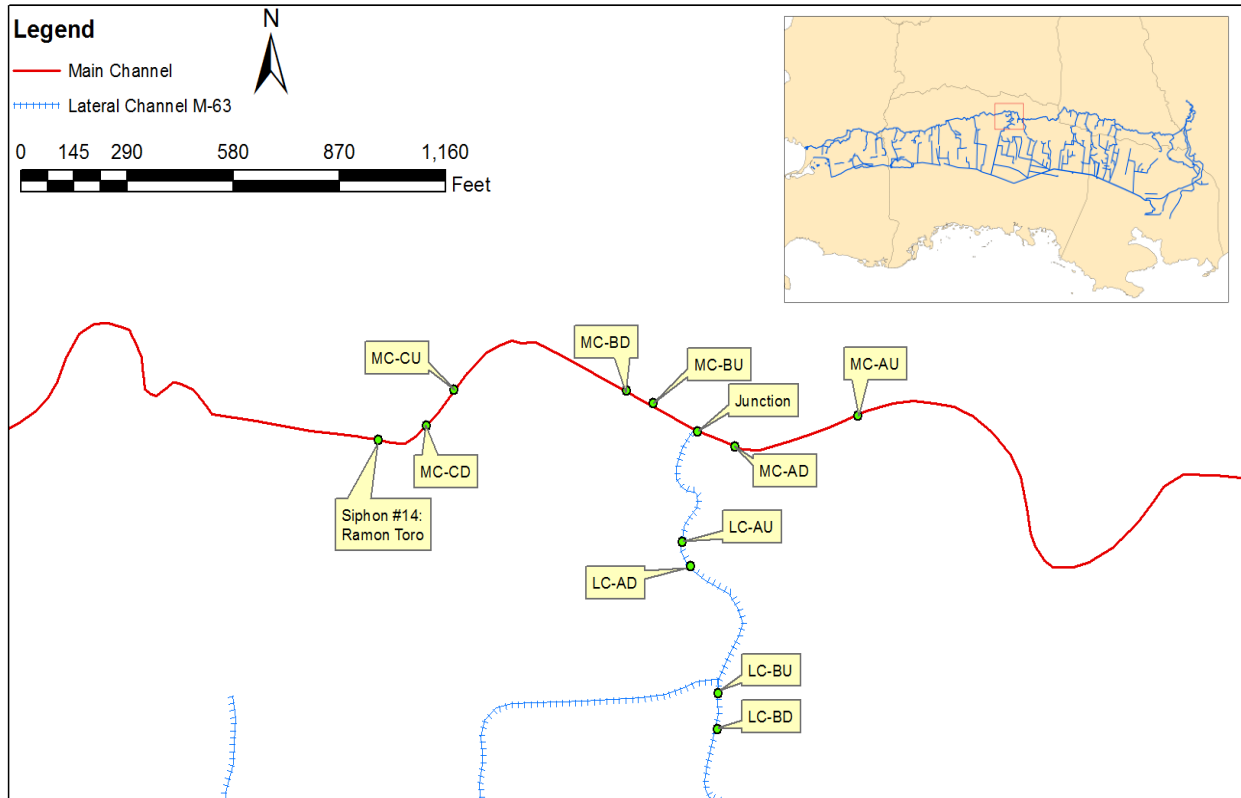 Legend
Main Channel
Lateral Channel M-63
N
0 145 290 580 870 1,160
Feet
MC-CU
MC-BD
MC-BU
Junction
MC-AU
MC-CD
MC-AD
Siphon #14:
Ramon Toro
LC-AU
LC-AD
LC-BU
LC-BD